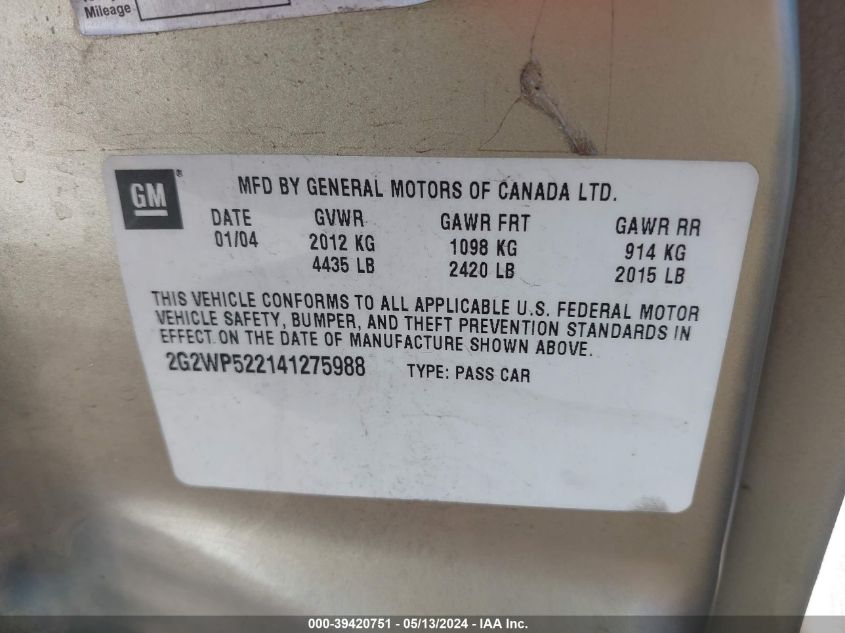 Mileage
GM ®
MFD BY GENERAL MOTORS OF CANADA LTD.
DATE GVWR GAWR FRT GAWR RR
01/04 2012 KG 1098 KG 914 KG
4435 LB 2420 LB 2015 LB
THIS VEHICLE CONFORMS TO ALL APPLICABLE U.S. FEDERAL MOTOR
VEHICLE SAFETY, BUMPER, AND THEFT PREVENTION STANDARDS IN
EFFECT ON THE DATE OF MANUFACTURE SHOWN ABOVE.
2G2WP522141275988 TYPE: PASS CAR
000-39420751 - 05/13/2024 - IAA Inc.